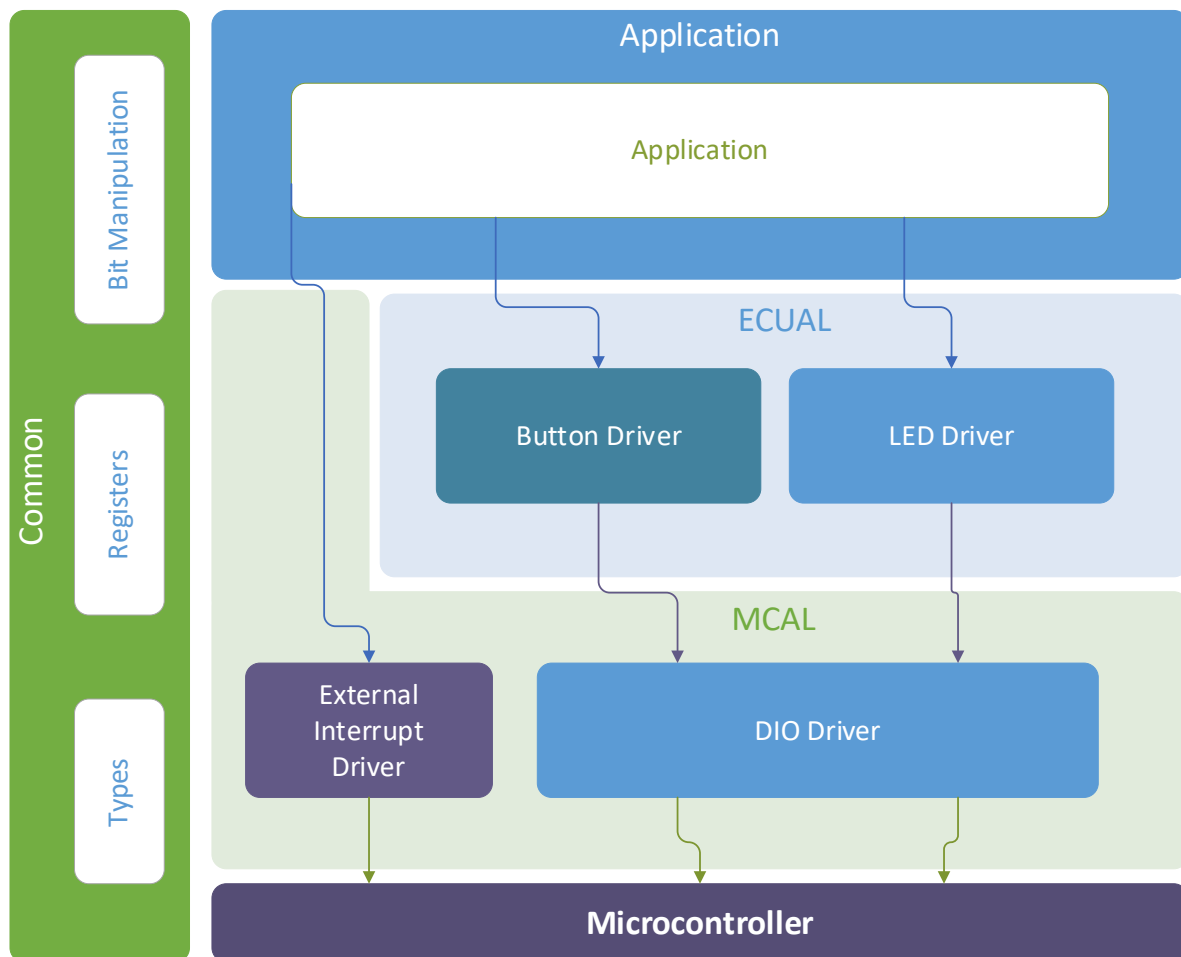 Common
Bit Manipulation
Registers
Types
Application
Application
ECUAL
Button Driver
LED Driver
MCAL
External
Interrupt
Driver
DIO Driver
Microcontroller